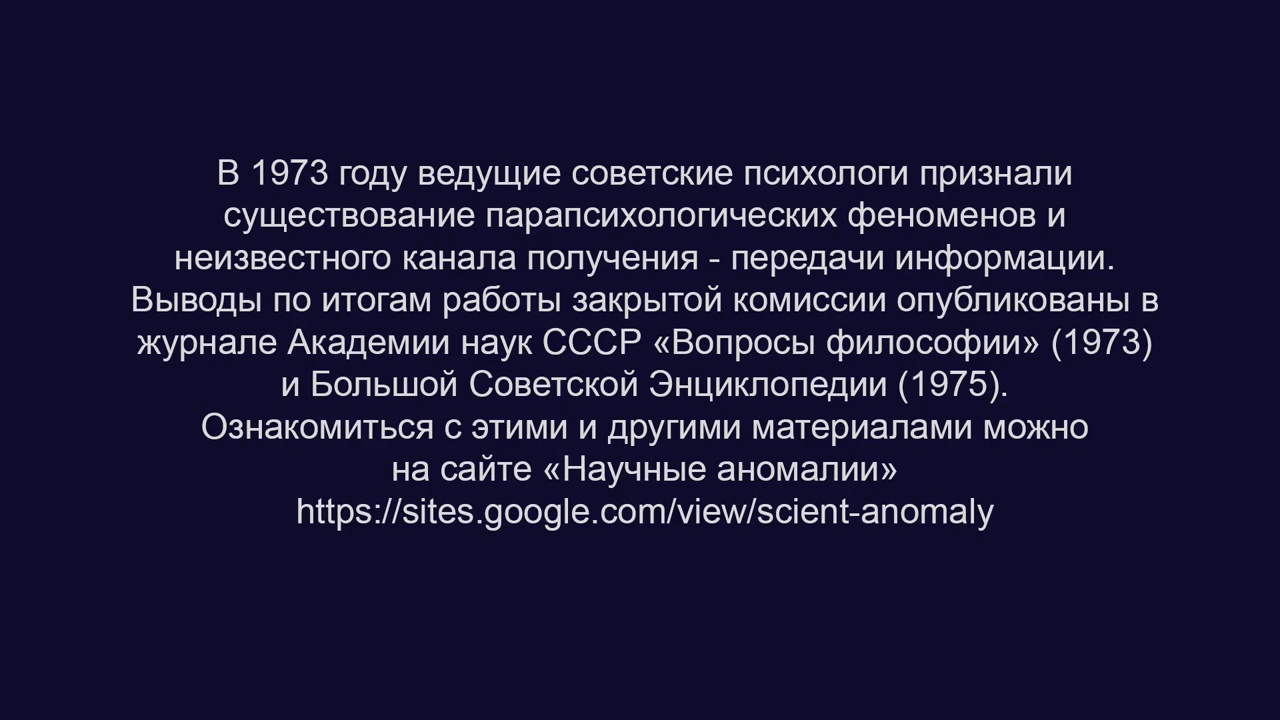 В 1973 году ведущие советские психологи признали
существование парапсихологических феноменов и
неизвестного канала получения - передачи информации.
Выводы по итогам работы закрытой комиссии опубликованы в
журнале Академии наук СССР «Вопросы философии» (1973)
и Большой Советской Энциклопедии (1975).
Ознакомиться с этими и другими материалами можно
на сайте «Научные аномалии»
https://sites.google.com/view/scient-anomaly